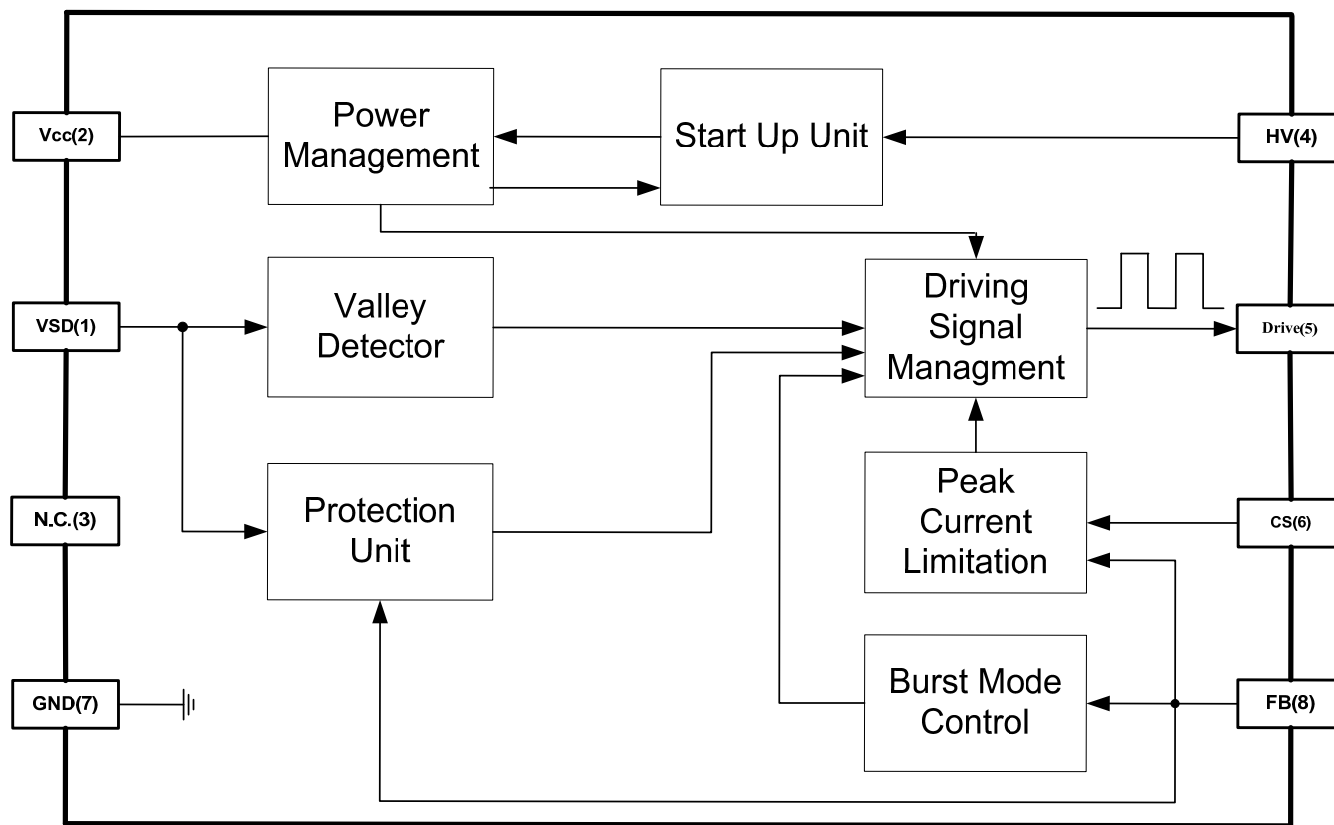 Power
Management
Start Up Unit
Vcc(2)
HV(4)
Valley
Detector
Driving
Signal
Managment
VSD(1)
Drive(5)
Protection
Unit
Peak
Current
Limitation
N.C.(3)
CS(6)
Burst Mode
Control
GND(7)
FB(8)